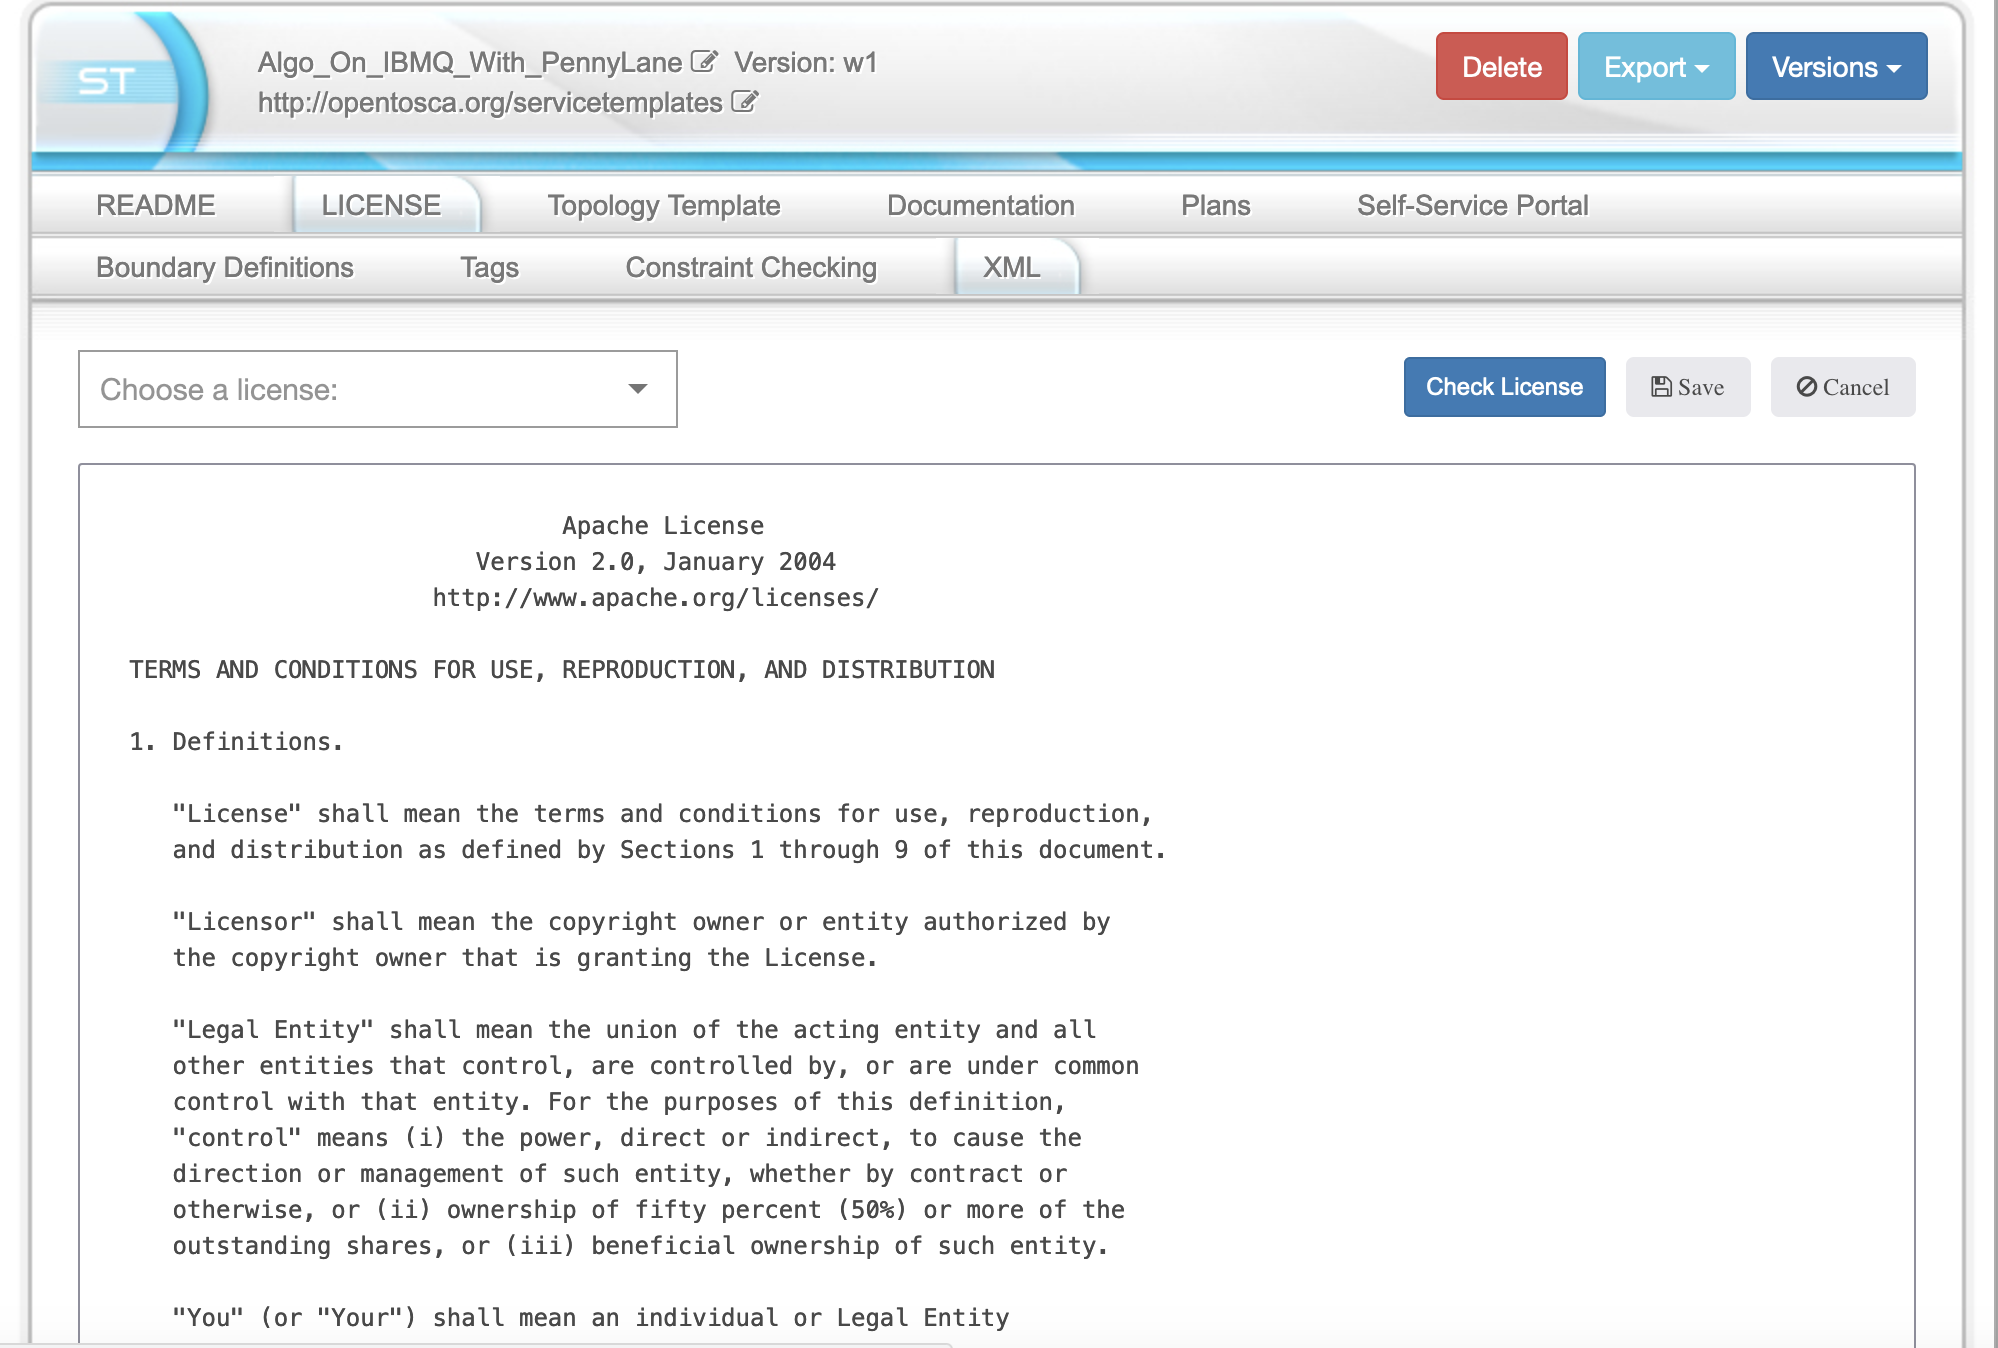 ST
Algo_On_IBMQ_With_PennyLane Version: w1
http://opentosca.org/servicetemplates
Delete
Export
Versions
README LICENSE Topology Template Documentation Plans Self-Service Portal
Boundary Definitions Tags Constraint Checking XML
Choose a license:
Check License
Save
Cancel
Apache License
Version 2.0, January 2004
http://www.apache.org/licenses/
TERMS AND CONDITIONS FOR USE, REPRODUCTION, AND DISTRIBUTION
1. Definitions.
"License" shall mean the terms and conditions for use, reproduction,
and distribution as defined by Sections 1 through 9 of this document.
"Licensor" shall mean the copyright owner or entity authorized by
the copyright owner that is granting the License.
"Legal Entity" shall mean the union of the acting entity and all
other entities that control, are controlled by, or are under common
control with that entity. For the purposes of this definition,
"control" means (i) the power, direct or indirect, to cause the
direction or management of such entity, whether by contract or
otherwise, or (ii) ownership of fifty percent (50%) or more of the
outstanding shares, or (iii) beneficial ownership of such entity.
"You" (or "Your") shall mean an individual or Legal Entity